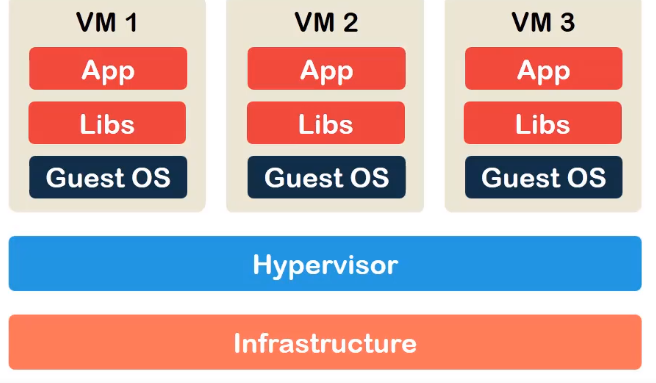 VM 1
App
Libs
Guest OS
VM 2
App
Libs
Guest OS
VM 3
App
Libs
Guest OS
Hypervisor
Infrastructure